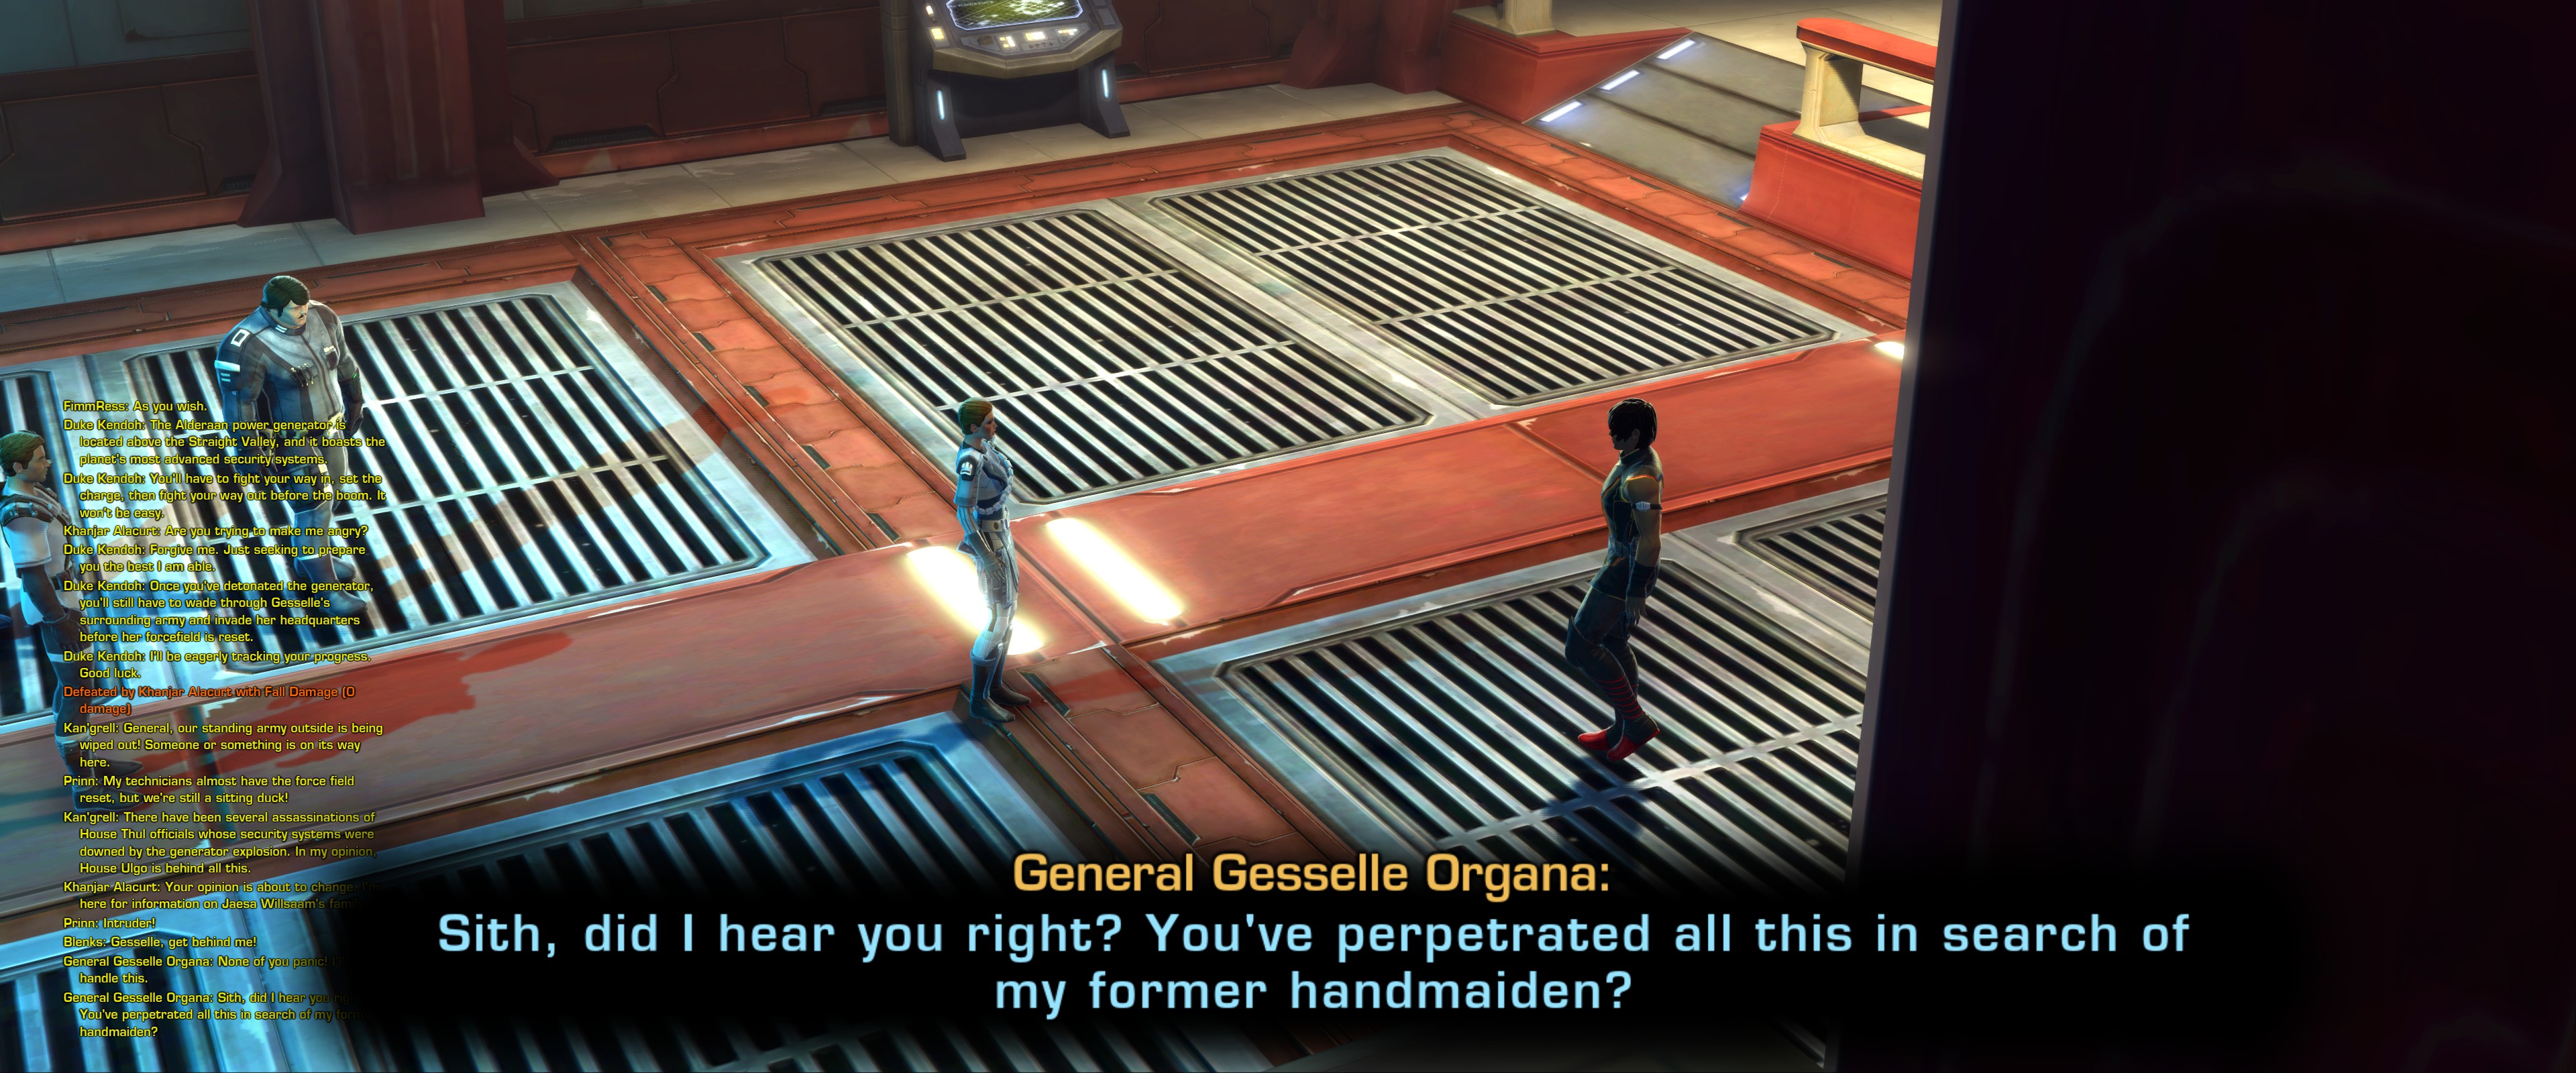 FimmRess: As you wish.
Duke Kendoh: The Alderaan power generator is
located above the Straight Valley, and it boasts the
planet's most advanced security systems.
Duke Kendoh: You'll have to fight your way in, set the
charge, then fight your way out before the boom. It
won't be easy.
Khanjar Alacurt: Are you trying to make me angry?
Duke Kendoh: Forgive me. Just seeking to prepare
you the best I am able.
Duke Kendoh: Once you've detonated the generator,
you'll still have to wade through Gesselle's
surrounding army and invade her headquarters
before her forcefield is reset.
Duke Kendoh: I'll be eagerly tracking your progress.
Good luck.
Defeated by Khanjar Alacurt with Fall Damage (0
damage)
Kan'grell: General, our standing army outside is being
wiped out! Someone or something is on its way
here.
Prinn: My technicians almost have the force field
reset, but we're still a sitting duck!
Kan'grell: There have been several assassinations of
House Thul officials whose security systems were
downed by the generator explosion. In my opinion,
House Ulgo is behind all this.
Khanjar Alacurt: Your opinion is about to change. I'm
here for information on Jaesa Willsaam's
Prinn: Intruder!
Blenks: Gesselle, get behind me!
General Gesselle Organa: None of you panic!
handle this.
General Gesselle Organa: Sith, did I hear you right?
You've perpetrated all this in search of my
handmaiden?
General Gesselle Organa:
Sith, did I hear you right? You've perpetrated all this in search of
my former handmaiden?